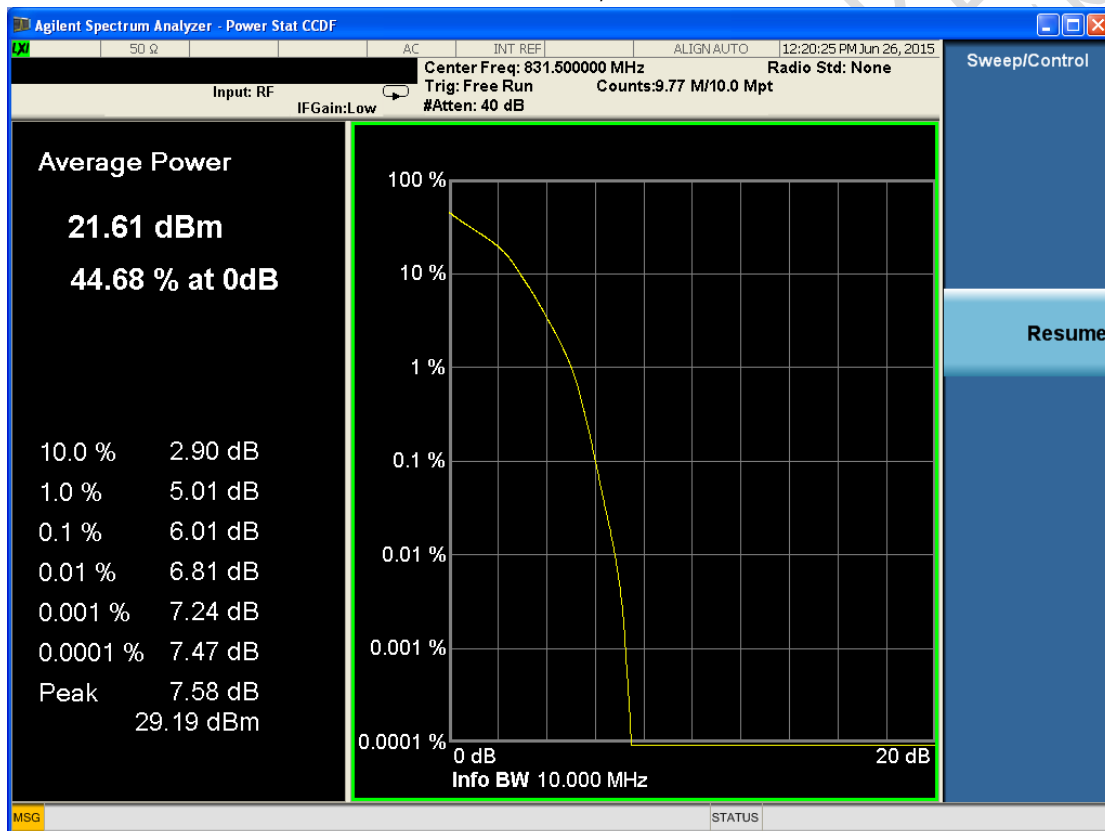 Agilent Spectrum Analyzer - Power Stat CCDF
LXI 50 Ω AC INT REF ALIGN AUTO 12:20:25 PM Jun 26, 2015
Center Freq: 831.500000 MHz Radio Std: None
Input: RF Trig: Free Run Counts:9.77 M/10.0 Mpt
IFGain:Low #Atten: 40 dB
Sweep/Control
Resume
Average Power
21.61 dBm
44.68 % at 0dB
10.0 % 2.90 dB
1.0 % 5.01 dB
0.1 % 6.01 dB
0.01 % 6.81 dB
0.001 % 7.24 dB
0.0001 % 7.47 dB
Peak 7.58 dB
29.19 dBm
100 %
10 %
1 %
0.1 %
0.01 %
0.001 %
0.0001 %
0 dB 20 dB
Info BW 10.000 MHz
MSG STATUS